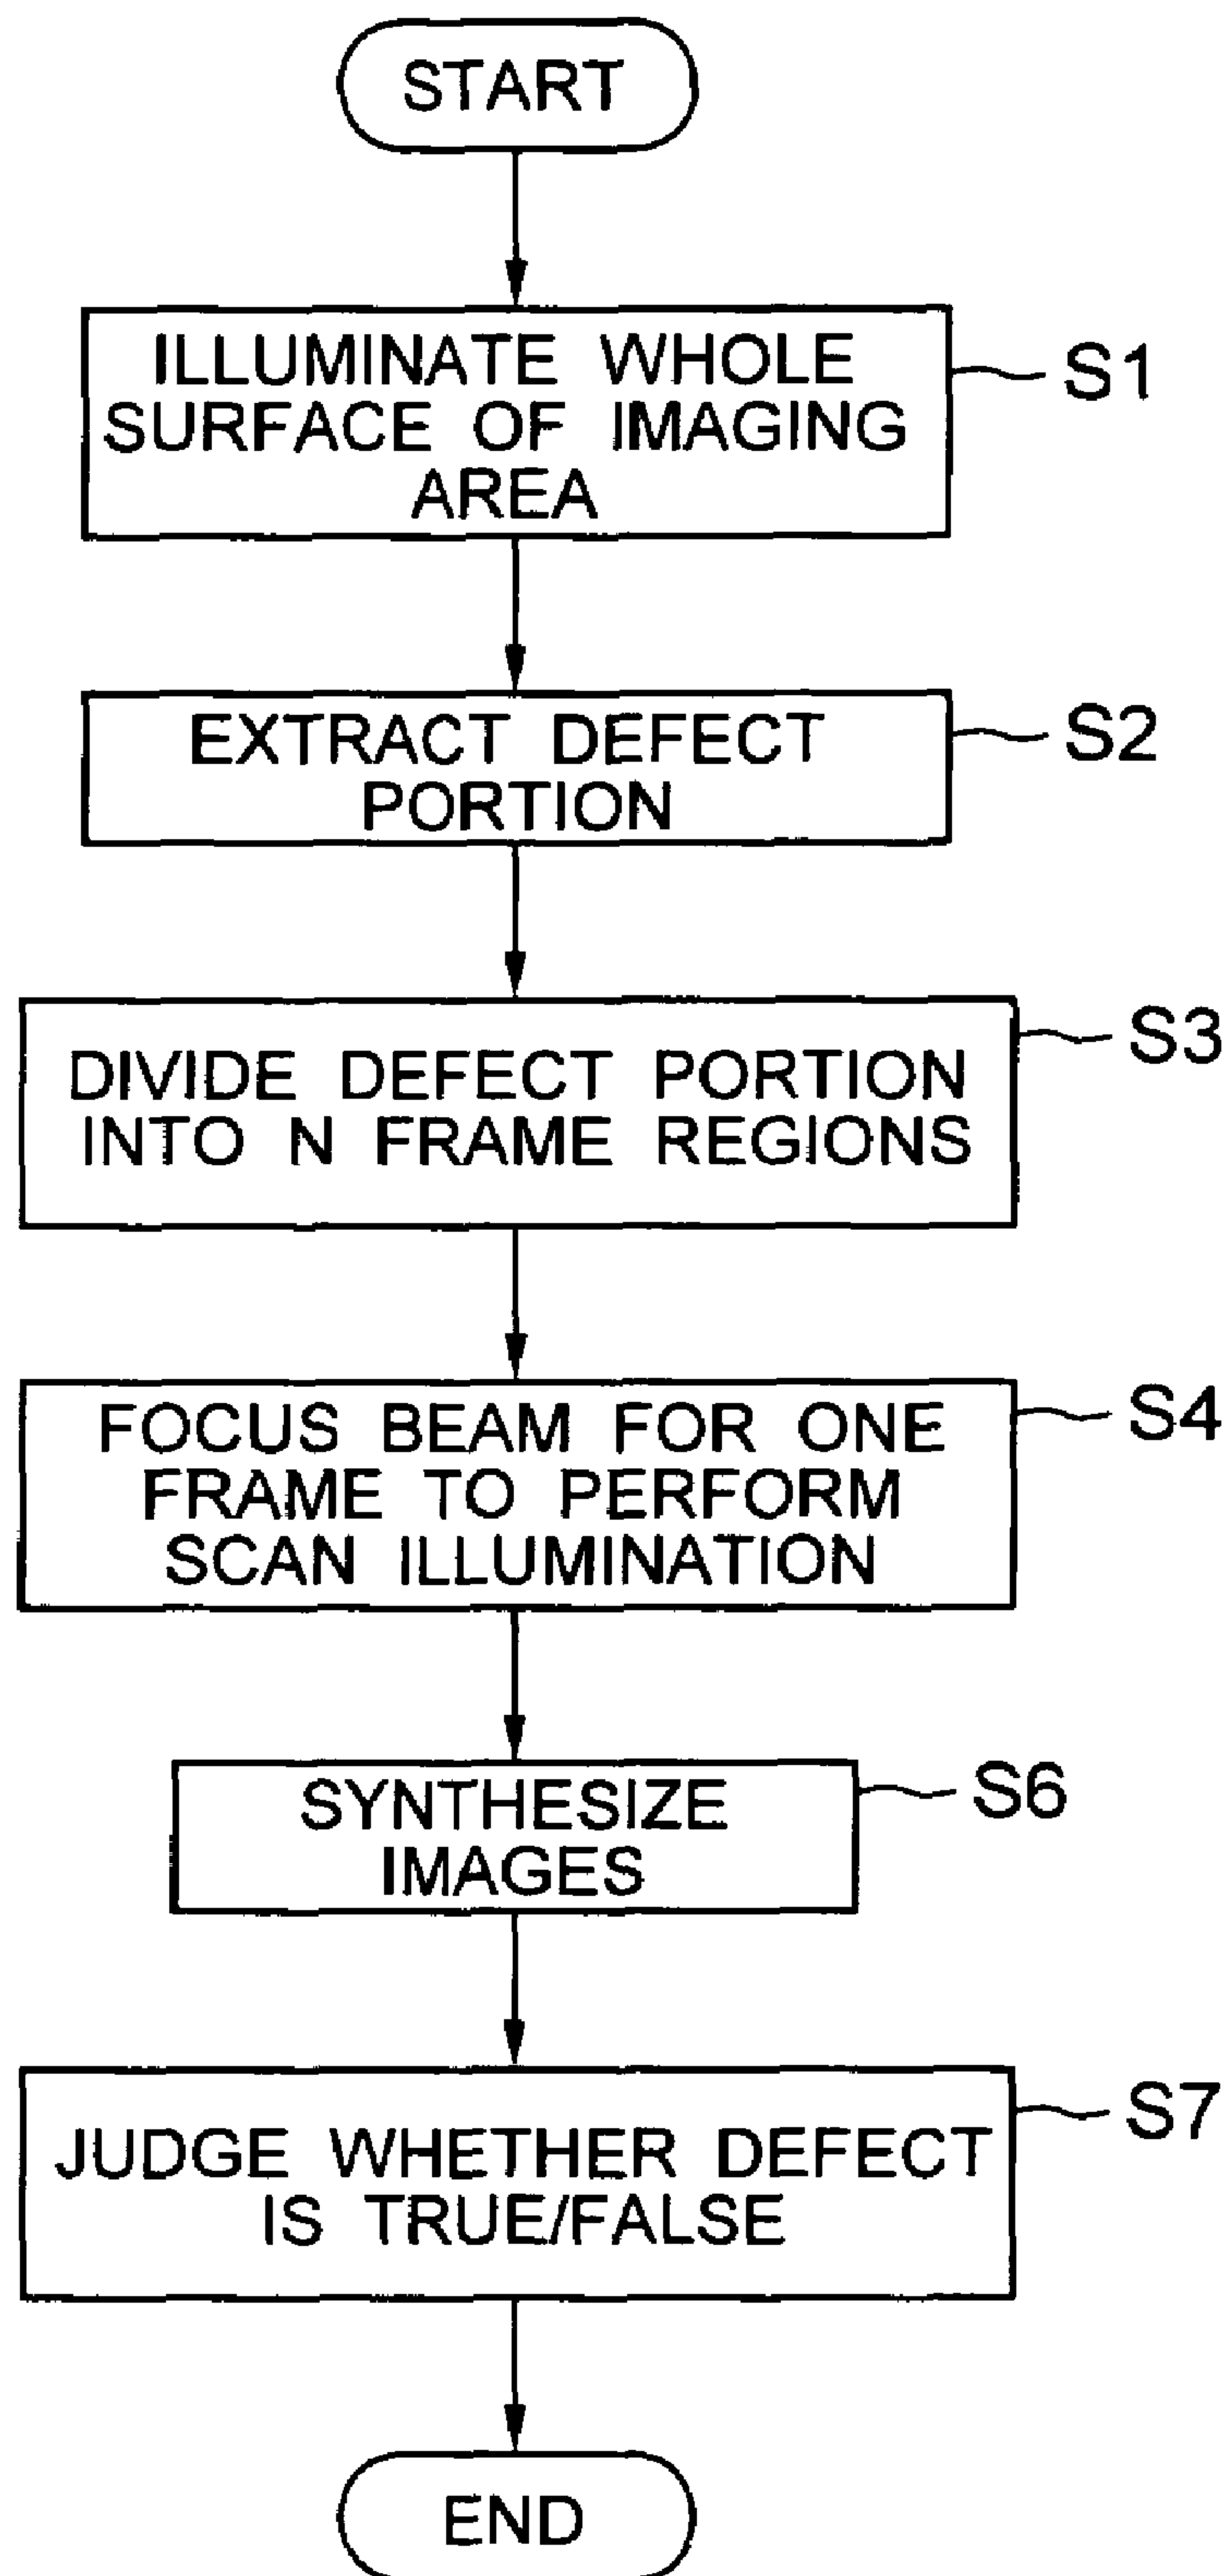 START
ILLUMINATE WHOLE
SURFACE OF IMAGING
AREA
S1
EXTRACT DEFECT
PORTION
S2
DIVIDE DEFECT PORTION
INTO N FRAME REGIONS
S3
FOCUS BEAM FOR ONE
FRAME TO PERFORM
SCAN ILLUMINATION
S4
SYNTHESIZE
IMAGES
S6
JUDGE WHETHER DEFECT
IS TRUE/FALSE
S7
END